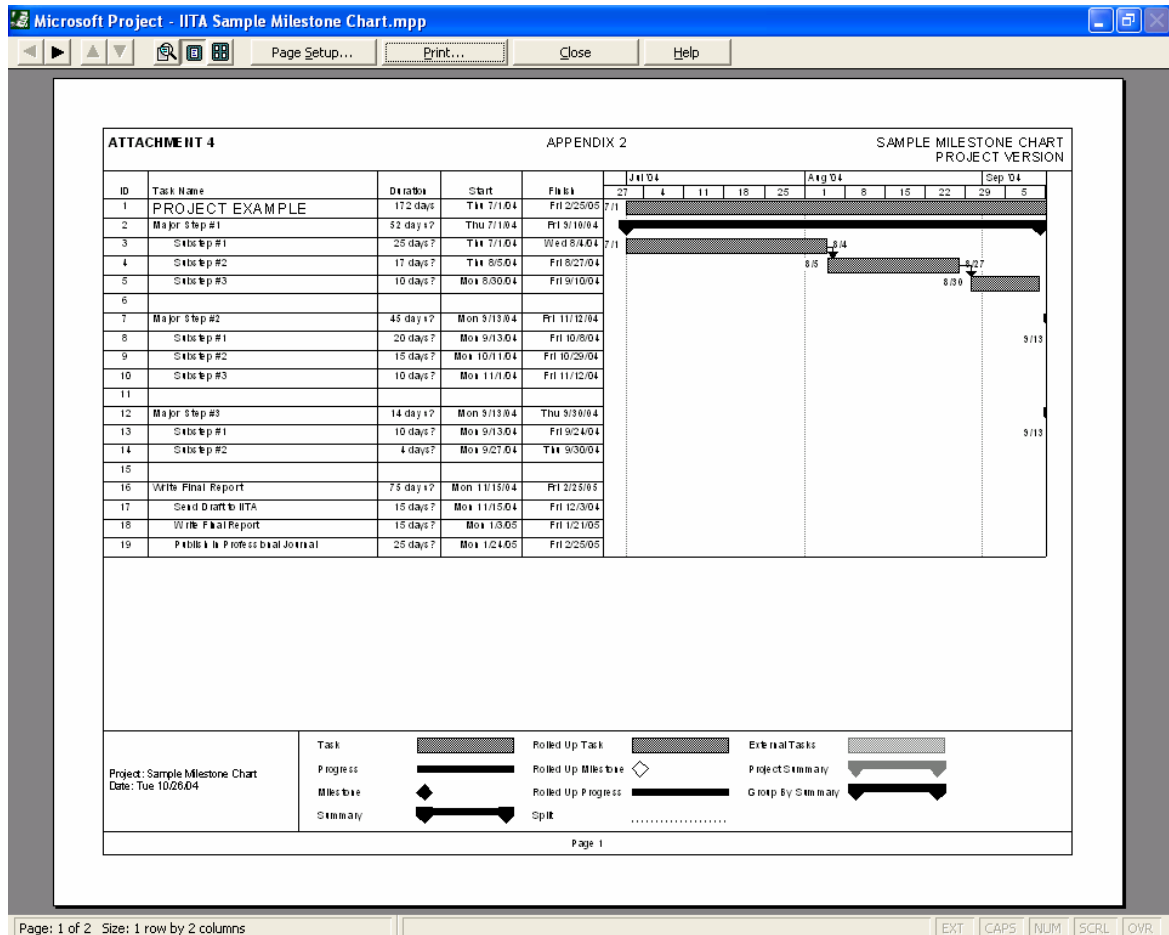 Microsoft Project - IITA Sample Milestone Chart.mpp
Page Setup... Print... Close Help
ATTACHMENT 4 APPENDIX 2 SAMPLE MILESTONE CHART
PROJECT VERSION
Jul '04 Aug '04 Sep '04
ID Task Name Duration Start Finish 27 4 11 18 25 1 8 15 22 29 5
1 PROJECT EXAMPLE 172 days Thu 7/1/04 Fri 2/25/05 7/1
2 Major Step #1 52 days? Thu 7/1/04 Fri 9/10/04
3 Substep #1 25 days? Thu 7/1/04 Wed 8/4/04 7/1 8/4
4 Substep #2 17 days? Thu 8/5/04 Fri 8/27/04 8/5 8/27
5 Substep #3 10 days? Mon 8/30/04 Fri 9/10/04 8/30
6
7 Major Step #2 45 days? Mon 9/13/04 Fri 11/12/04
8 Substep #1 20 days? Mon 9/13/04 Fri 10/8/04 9/13
9 Substep #2 15 days? Mon 10/11/04 Fri 10/29/04
10 Substep #3 10 days? Mon 11/1/04 Fri 11/12/04
11
12 Major Step #3 14 days? Mon 9/13/04 Thu 9/30/04
13 Substep #1 10 days? Mon 9/13/04 Fri 9/24/04 9/13
14 Substep #2 4 days? Mon 9/27/04 Thu 9/30/04
15
16 Write Final Report 75 days? Mon 11/15/04 Fri 2/25/05
17 Send Draft to IITA 15 days? Mon 11/15/04 Fri 12/3/04
18 Write Final Report 15 days? Mon 1/3/05 Fri 1/21/05
19 Publish in Professional Journal 25 days? Mon 1/24/05 Fri 2/25/05
Project: Sample Milestone Chart
Date: Tue 10/26/04
Task Rolled Up Task External Tasks
Progress Rolled Up Milestone Project Summary
Milestone Rolled Up Progress Group By Summary
Summary Split
Page 1
Page: 1 of 2 Size: 1 row by 2 columns EXT CAPS NUM SCRL OVR